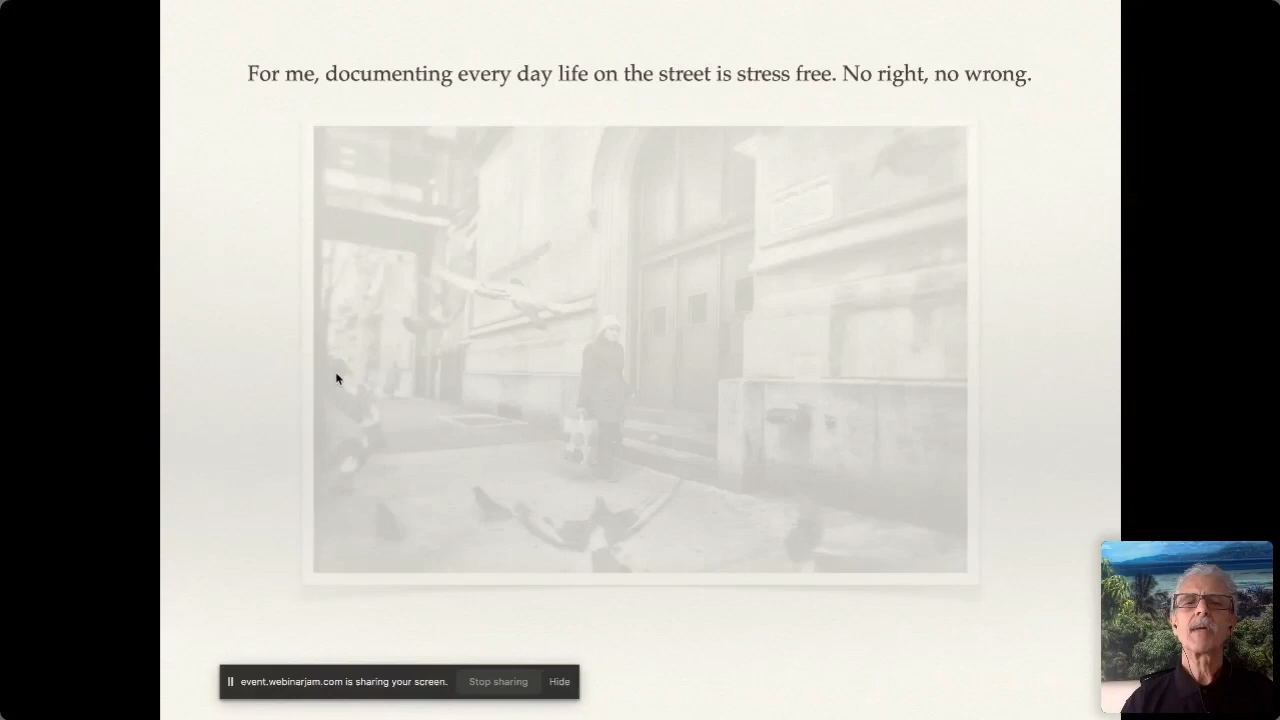 For me, documenting every day life on the street is stress free. No right, no wrong.
event.webinarjam.com is sharing your screen. Stop sharing Hide